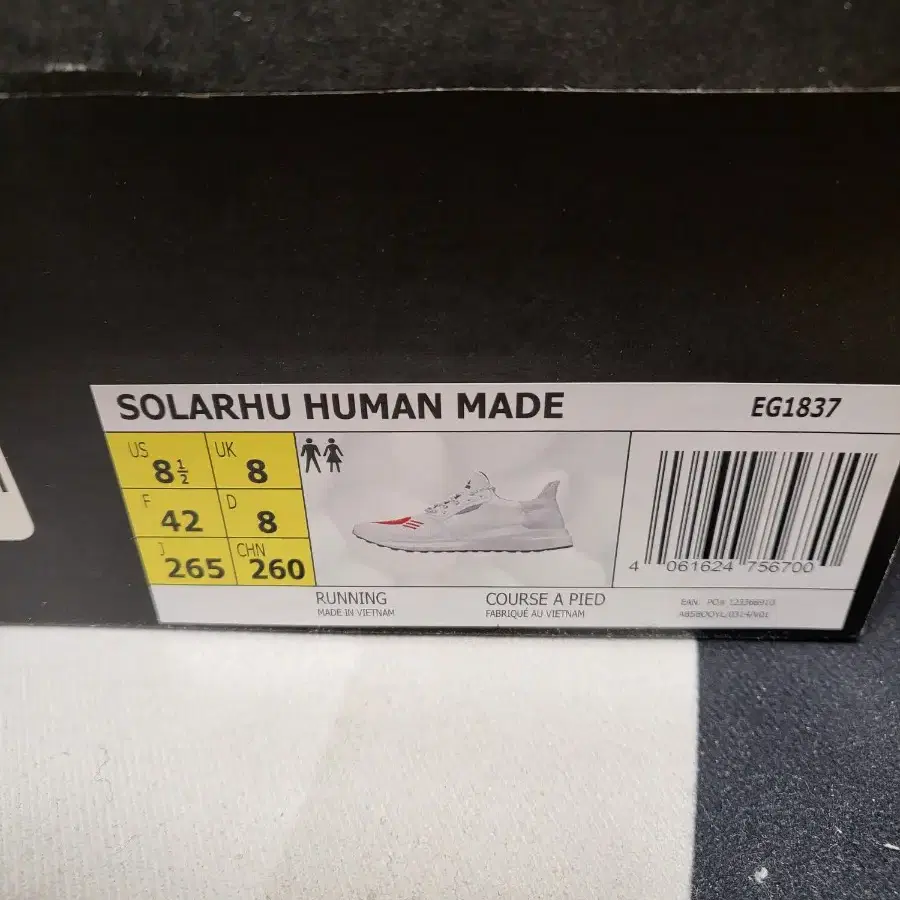 SOLARHU HUMAN MADE
EG1837
US 8½ UK 8
F 42 D 8
J 265 CHN 260
4 061624 756700
RUNNING
MADE IN VIETNAM
COURSE A PIED
FABRIQUÉ AU VIETNAM
EAN.